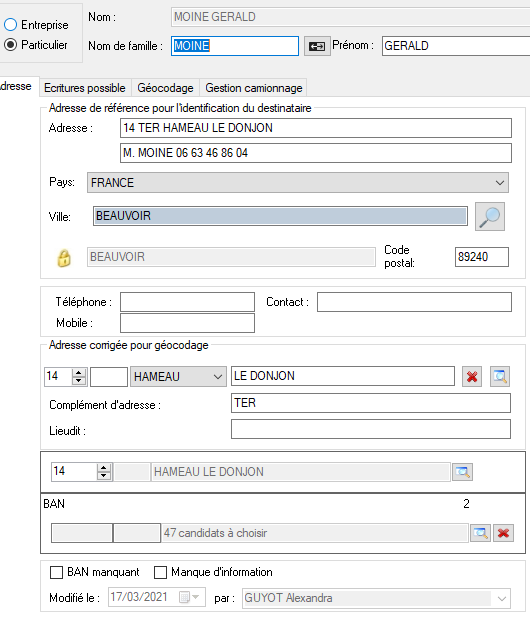 Entreprise
Particulier
Nom :
MOINE GERALD
Nom de famille :
MOINE
Prénom :
GERALD
dresse
Ecritures possible
Géocodage
Gestion camionnage
Adresse de référence pour l'identification du destinataire
Adresse :
14 TER HAMEAU LE DONJON
M. MOINE 06 63 46 86 04
Pays:
FRANCE
Ville:
BEAUVOIR
BEAUVOIR
Code
postal:
89240
Téléphone :
Contact :
Mobile :
Adresse corrigée pour géocodage
14
HAMEAU
LE DONJON
Complément d'adresse :
TER
Lieudit :
14
HAMEAU LE DONJON
BAN
2
47 candidats à choisir
BAN manquant
Manque d'information
Modifié le :
17/03/2021
par :
GUYOT Alexandra